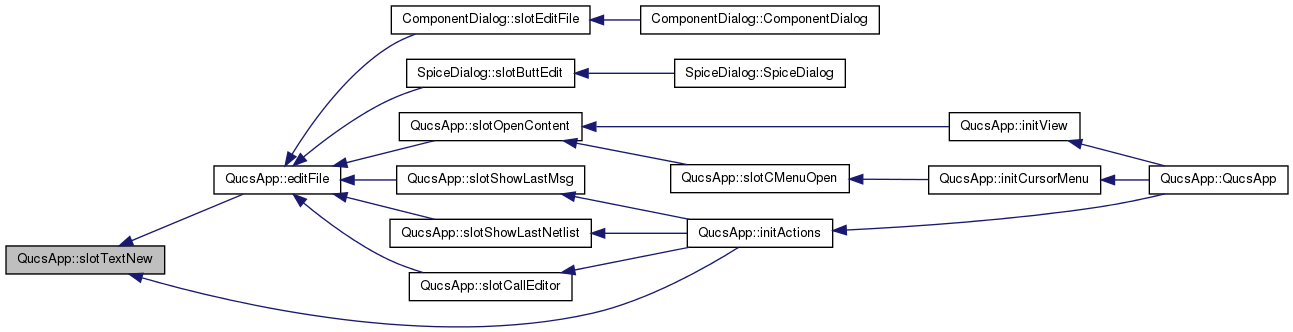 ComponentDialog::slotEditFile
ComponentDialog::ComponentDialog
SpiceDialog::slotButtEdit
SpiceDialog::SpiceDialog
QucsApp::slotOpenContent
QucsApp::initView
QucsApp::editFile
QucsApp::slotShowLastMsg
QucsApp::slotCMenuOpen
QucsApp::initCursorMenu
QucsApp::QucsApp
QucsApp::slotShowLastNetlist
QucsApp::initActions
QucsApp::slotTextNew
QucsApp::slotCallEditor